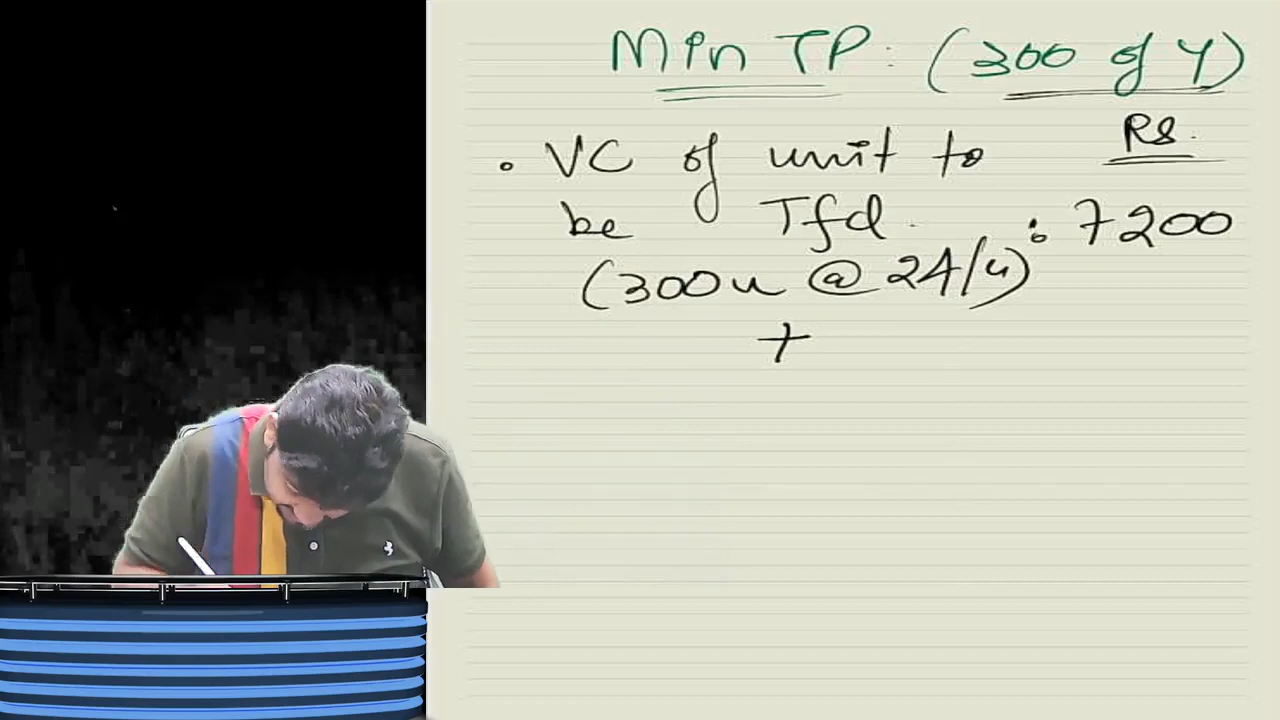 Min TP: (300 of Y)
Rs.
• VC of unit to
be Tfd. : 7200
(300u @ 24/u)
+